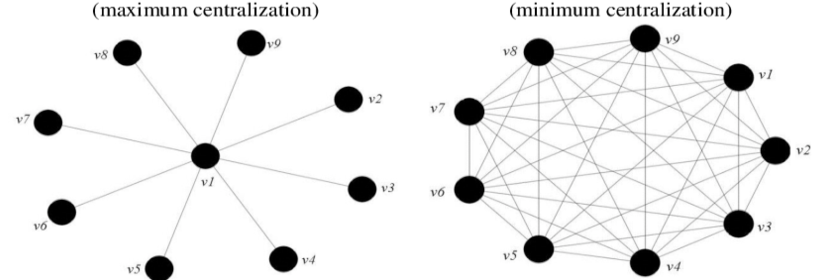 (maximum centralization)
v8
v9
v2
v7
v1
v3
v6
v5
v4
(minimum centralization)
v9
v8
v1
v7
v2
v6
v3
v5
v4